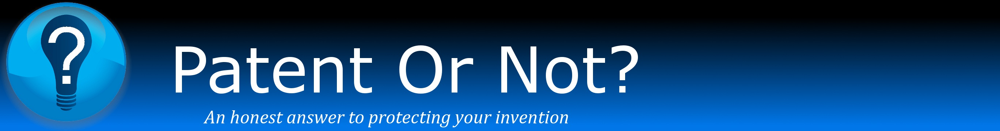 ?
Patent Or Not?
An honest answer to protecting your invention